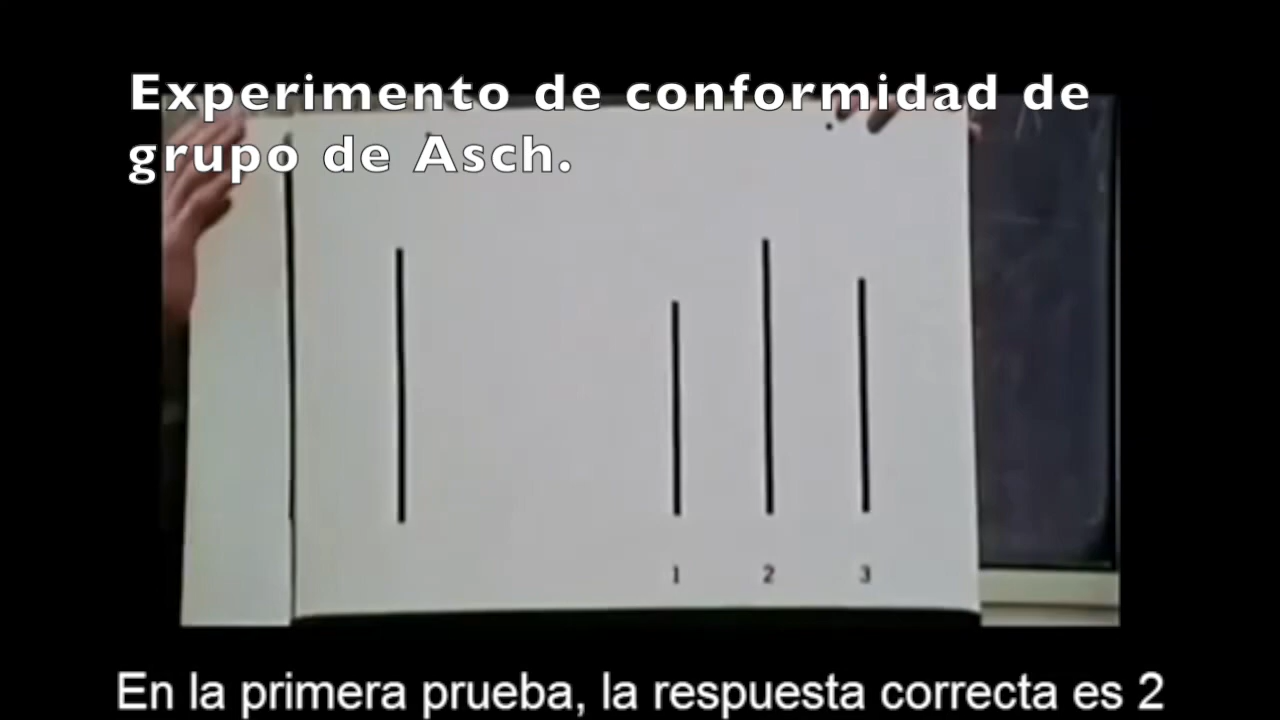 Experimento de conformidad de
grupo de Asch.
1 2 3
En la primera prueba, la respuesta correcta es 2